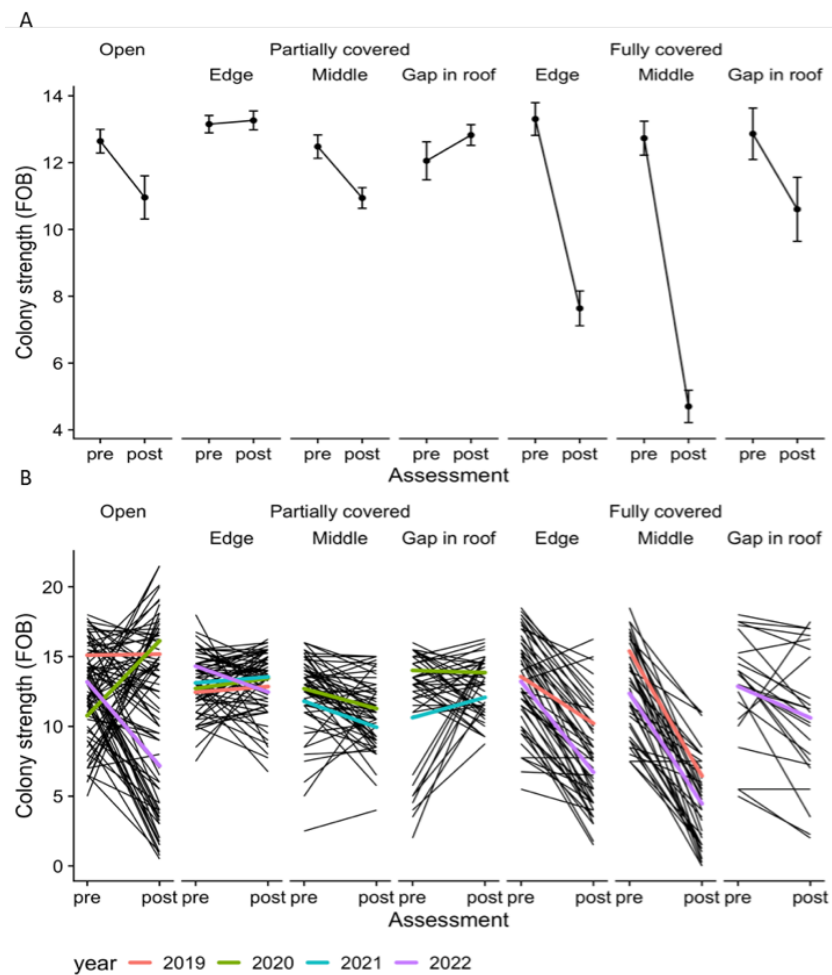 A
Open Partially covered Fully covered
Edge Middle Gap in roof Edge Middle Gap in roof
14
12
10
8
6
4
Colony strength (FOB)
pre post pre post pre post pre post pre post pre post pre post
Assessment
B
Open Partially covered Fully covered
Edge Middle Gap in roof Edge Middle Gap in roof
20
15
10
5
0
Colony strength (FOB)
pre post pre post pre post pre post pre post pre post pre post
Assessment
year 2019 2020 2021 2022